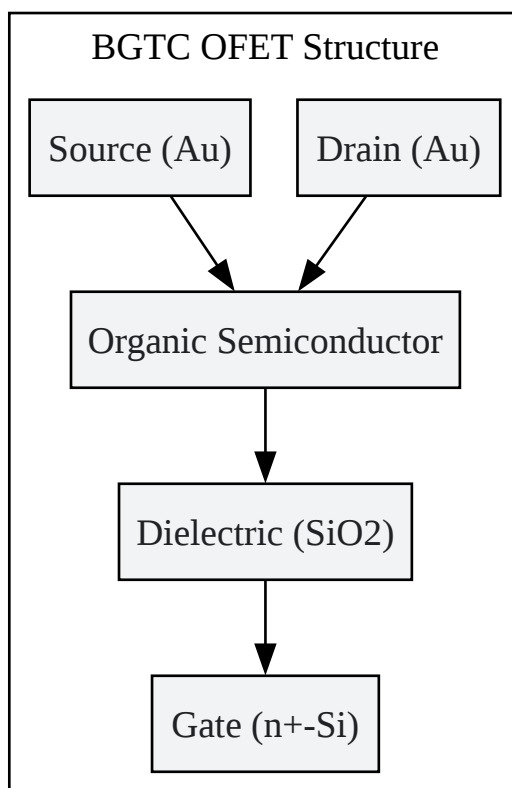 BGTC OFET Structure
Source (Au)
Drain (Au)
Organic Semiconductor
Dielectric (SiO2)
Gate (n+-Si)